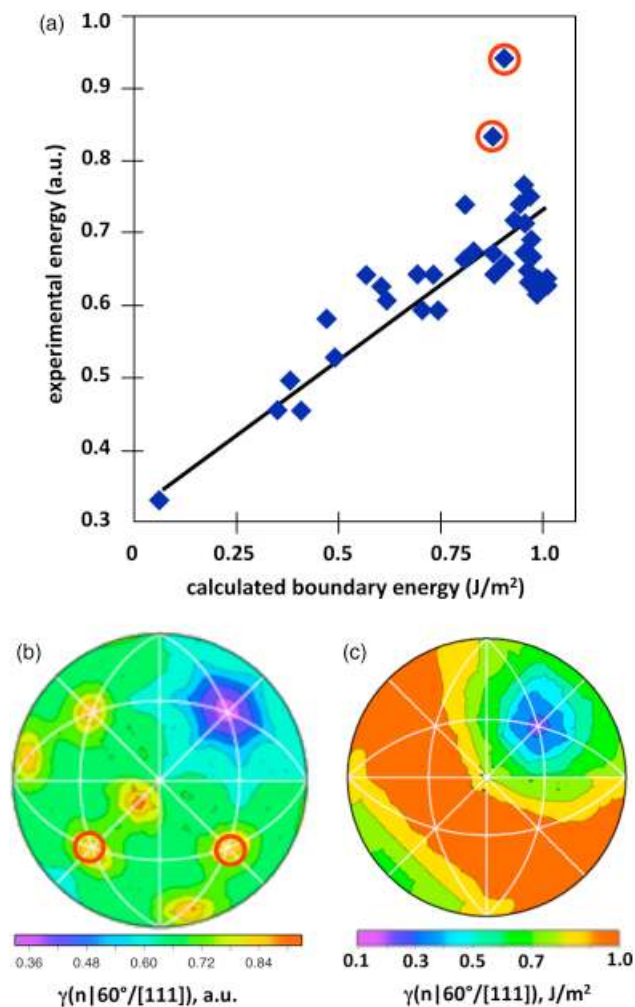 (a)
1.0
0.9
0.8
0.7
0.6
0.5
0.4
0.3
experimental energy (a.u.)
0 0.25 0.5 0.75 1.0
calculated boundary energy (J/m²)
(b) (c)
0.36 0.48 0.60 0.72 0.84
0.1 0.3 0.5 0.7 1.0
γ(n|60°/[111]), a.u.
γ(n|60°/[111]), J/m²